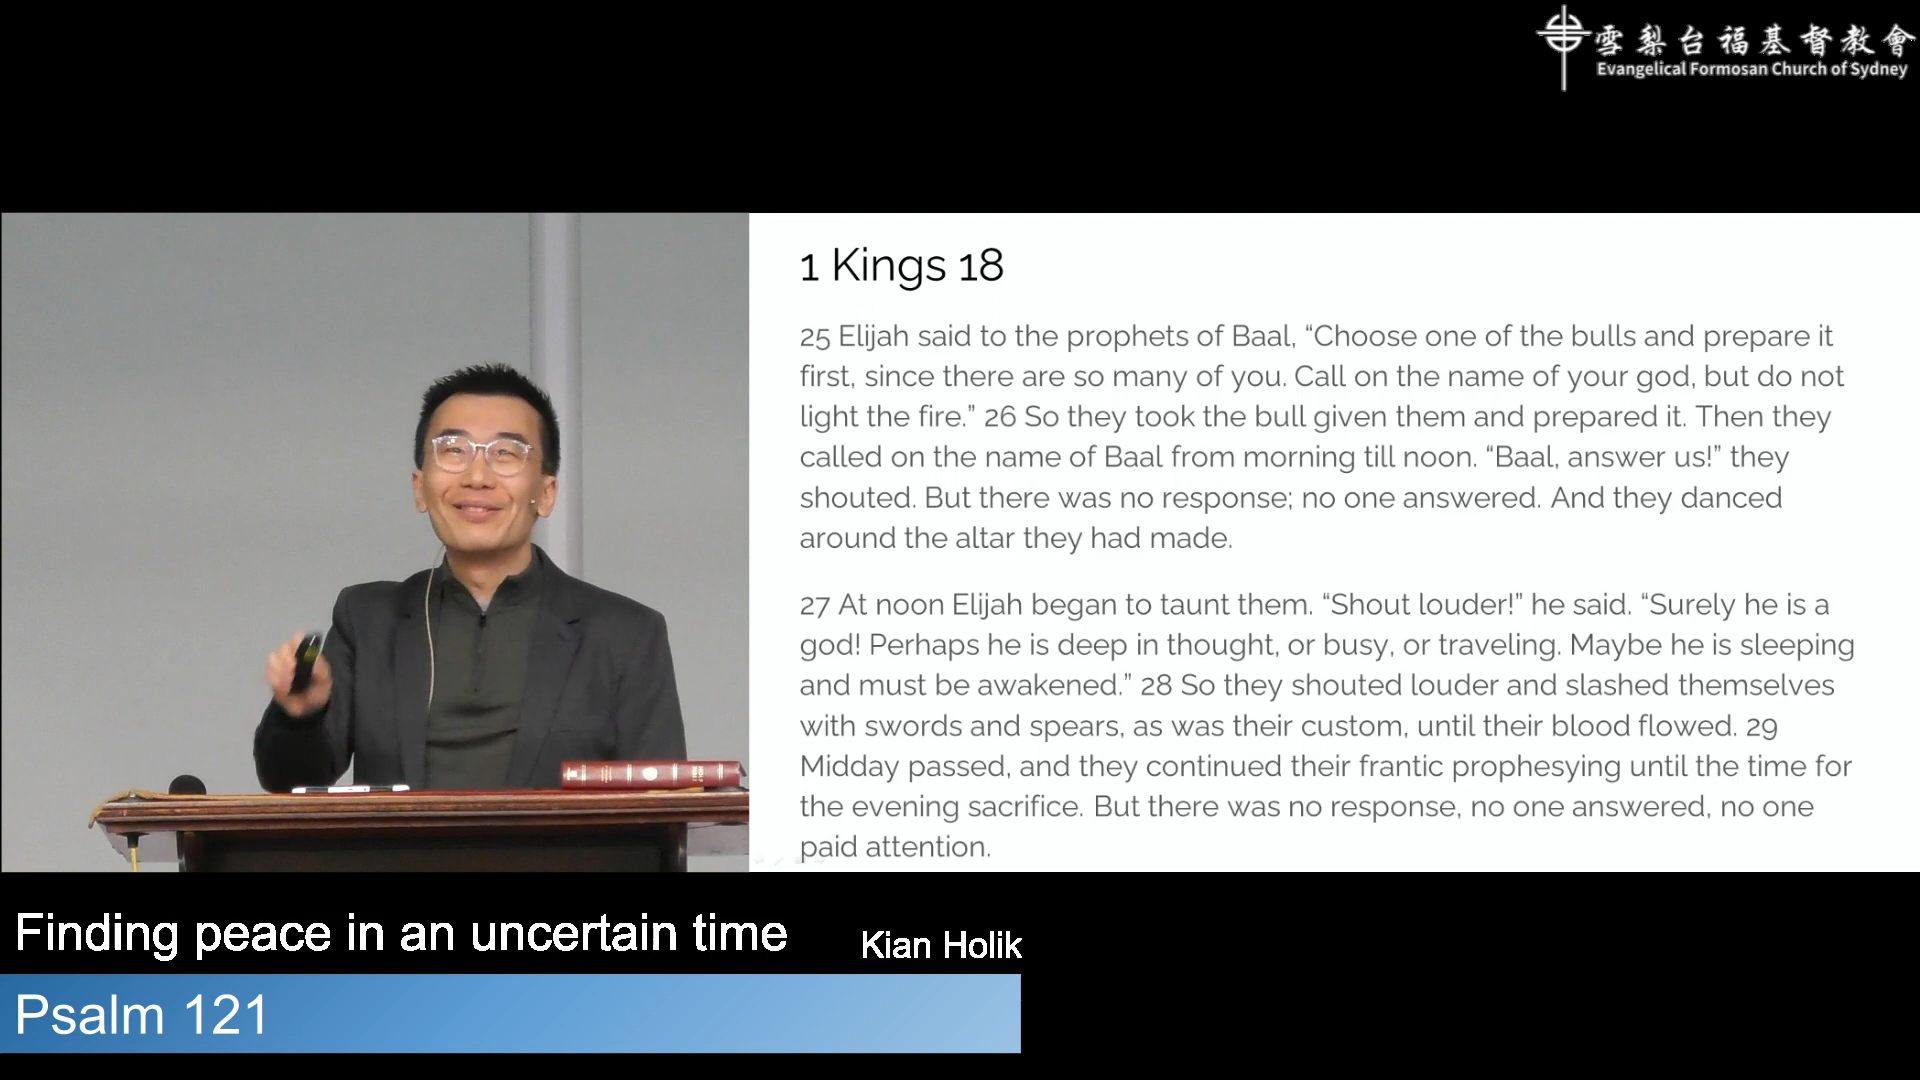 雪梨台福基督教會
Evangelical Formosan Church of Sydney
1 Kings 18
25 Elijah said to the prophets of Baal, “Choose one of the bulls and prepare it
first, since there are so many of you. Call on the name of your god, but do not
light the fire.” 26 So they took the bull given them and prepared it. Then they
called on the name of Baal from morning till noon. “Baal, answer us!” they
shouted. But there was no response; no one answered. And they danced
around the altar they had made.
27 At noon Elijah began to taunt them. “Shout louder!” he said. “Surely he is a
god! Perhaps he is deep in thought, or busy, or traveling. Maybe he is sleeping
and must be awakened.” 28 So they shouted louder and slashed themselves
with swords and spears, as was their custom, until their blood flowed. 29
Midday passed, and they continued their frantic prophesying until the time for
the evening sacrifice. But there was no response, no one answered, no one
paid attention.
Finding peace in an uncertain time
Kian Holik
Psalm 121